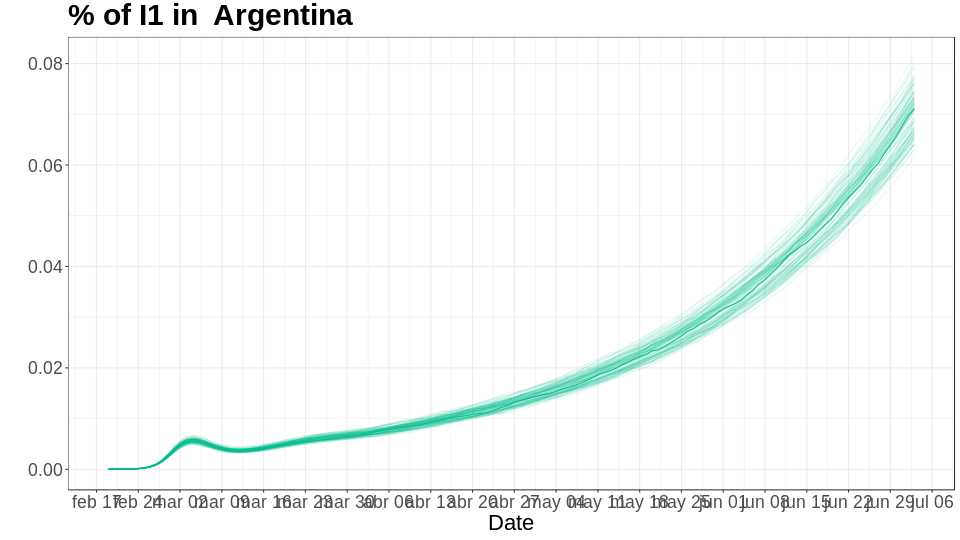 % of I1 in  Argentina
0.08
0.06
0.04
0.02
0.00
feb 17 feb 24 mar 02 mar 09 mar 16 mar 23 mar 30 abr 06 abr 13 abr 20 abr 27 may 04 may 11 may 18 may 25 jun 01 jun 08 jun 15 jun 22 jun 29 jul 06
Date